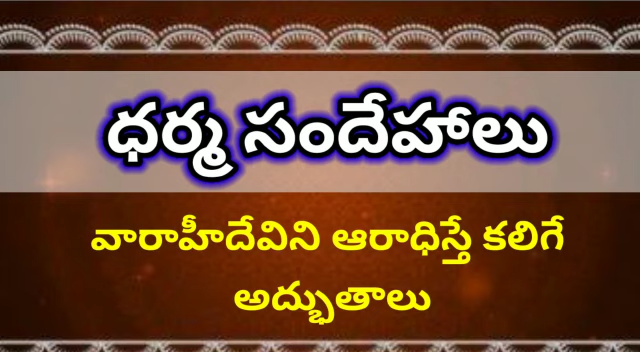 ధర్మ సందేహాలు
వారాహీదేవిని ఆరాధిస్తే కలిగే
అద్భుతాలు